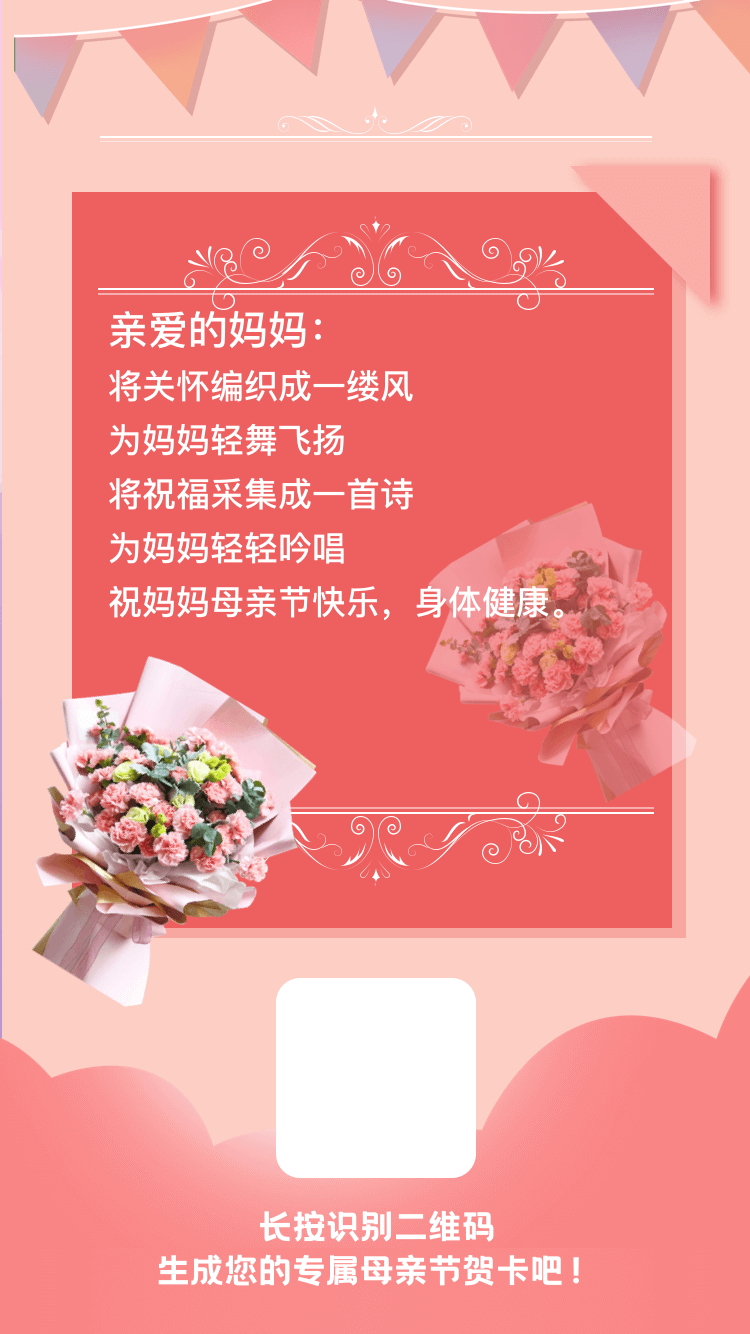 亲爱的妈妈：
将关怀编织成一缕风
为妈妈轻舞飞扬
将祝福采集成一首诗
为妈妈轻轻吟唱
祝妈妈母亲节快乐，身体健康。
长按识别二维码
生成您的专属母亲节贺卡吧！